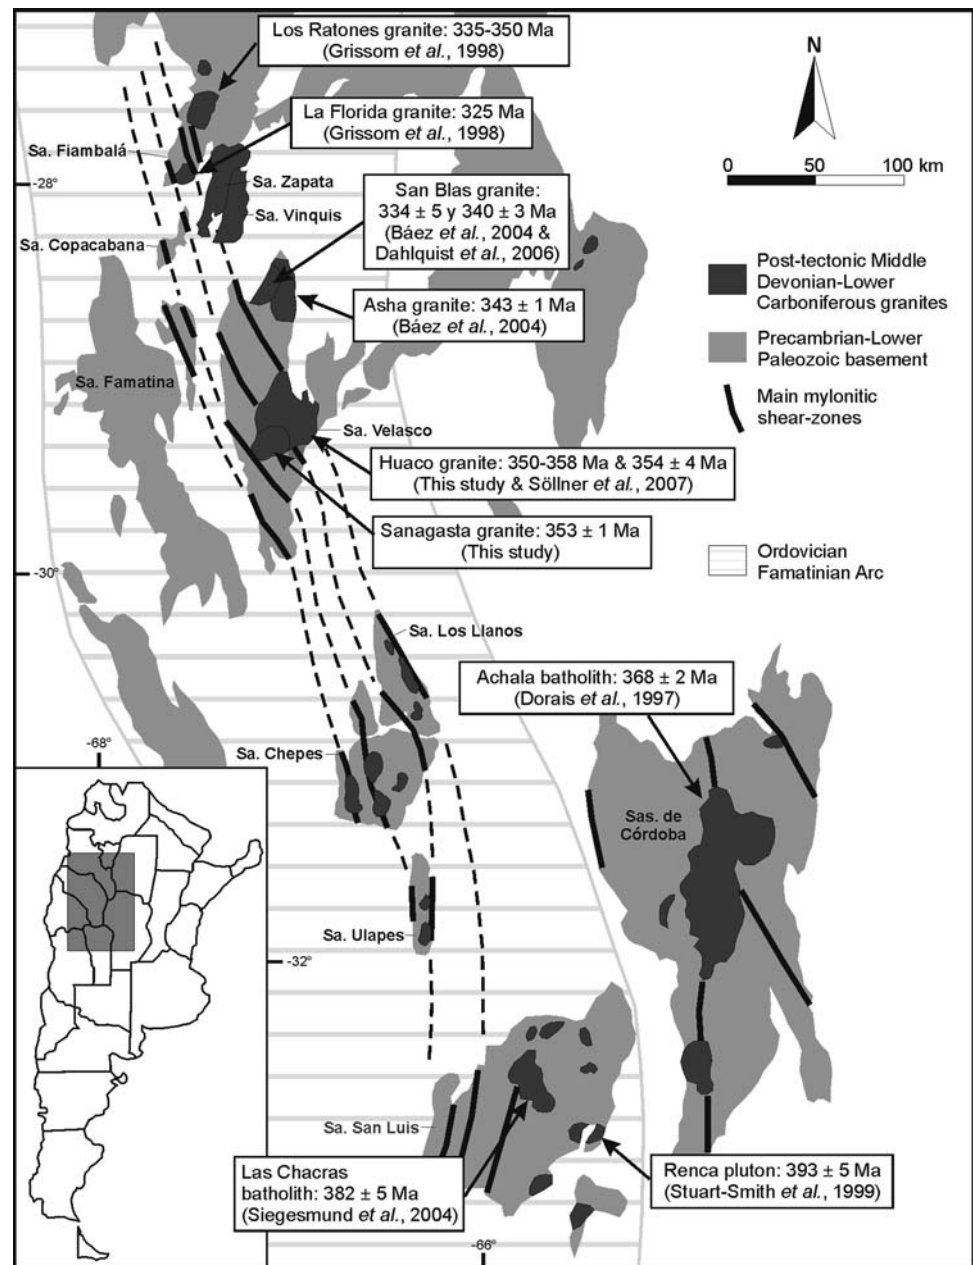 Los Ratones granite: 335-350 Ma
(Grissom et al., 1998)
La Florida granite: 325 Ma
(Grissom et al., 1998)
N
0 50 100 km
Sa. Fiambalá
-28°
Sa. Zapata
Sa. Vinquis
San Blas granite:
334 ± 5 y 340 ± 3 Ma
(Báez et al., 2004 &
Dahlquist et al., 2006)
Sa. Copacabana
Asha granite: 343 ± 1 Ma
(Báez et al., 2004)
Post-tectonic Middle
Devonian-Lower
Carboniferous granites
Precambrian-Lower
Paleozoic basement
Main mylonitic
shear-zones
Sa. Famatina
Sa. Velasco
Huaco granite: 350-358 Ma & 354 ± 4 Ma
(This study & Söllner et al., 2007)
Sanagasta granite: 353 ± 1 Ma
(This study)
Ordovician
Famatinian Arc
-30°
Sa. Los Llanos
Achala batholith: 368 ± 2 Ma
(Dorais et al., 1997)
-68°
Sa. Chepes
Sas. de
Córdoba
Sa. Ulapes
-32°
Sa. San Luis
Las Chacras
batholith: 382 ± 5 Ma
(Siegesmund et al., 2004)
Renca pluton: 393 ± 5 Ma
(Stuart-Smith et al., 1999)
-66°